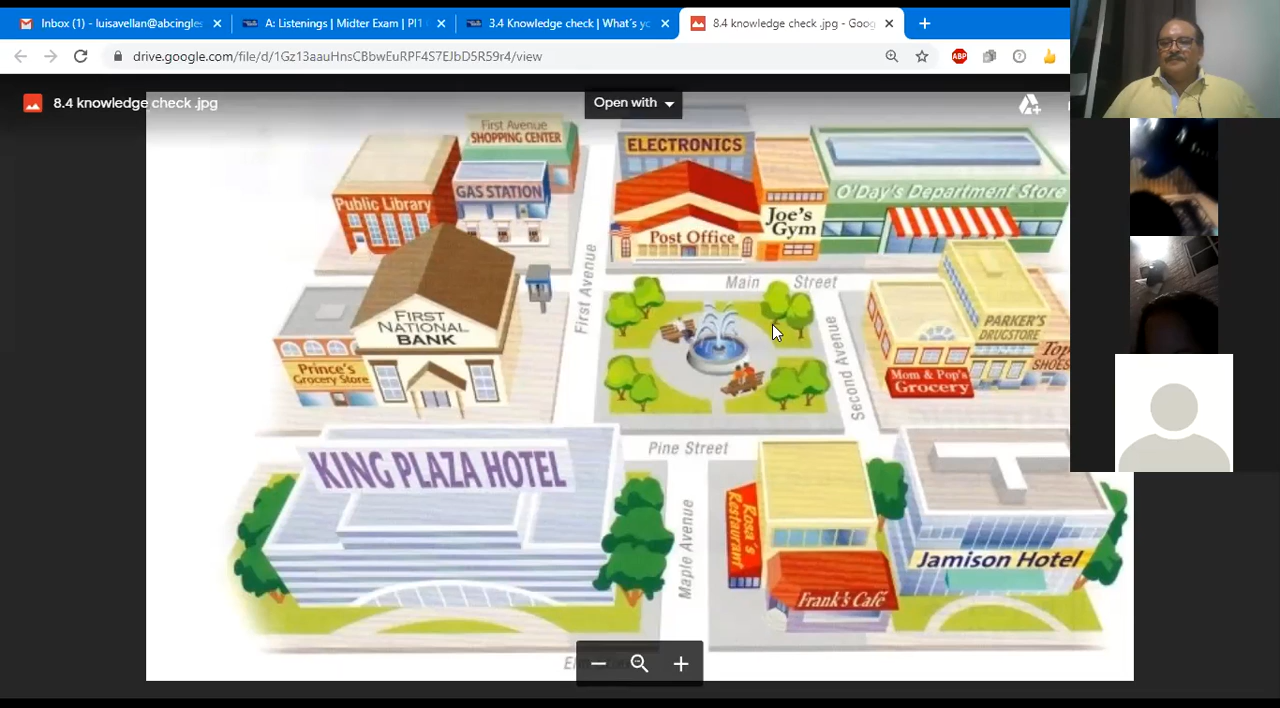 Inbox (1) - luisavellan@abcingles
A: Listenings | Midter Exam | PI1
3.4 Knowledge check | What´s yo
8.4 knowledge check .jpg - Goog
drive.google.com/file/d/
8.4 knowledge check .jpg
Open with
First Avenue
SHOPPING CENTER
ELECTRONICS
GAS STATION
Public Library
O'Day's Department Store
Joe's
Gym
Post Office
First Avenue
Main Street
FIRST
NATIONAL
BANK
PARKER'S
DRUGSTORE
Top
SHOES
Prince's
Grocery Store
Mom & Pop's
Grocery
Second Avenue
Pine Street
KING PLAZA HOTEL
Maple Avenue
Rosa's
Restaurant
Jamison Hotel
Frank's Café